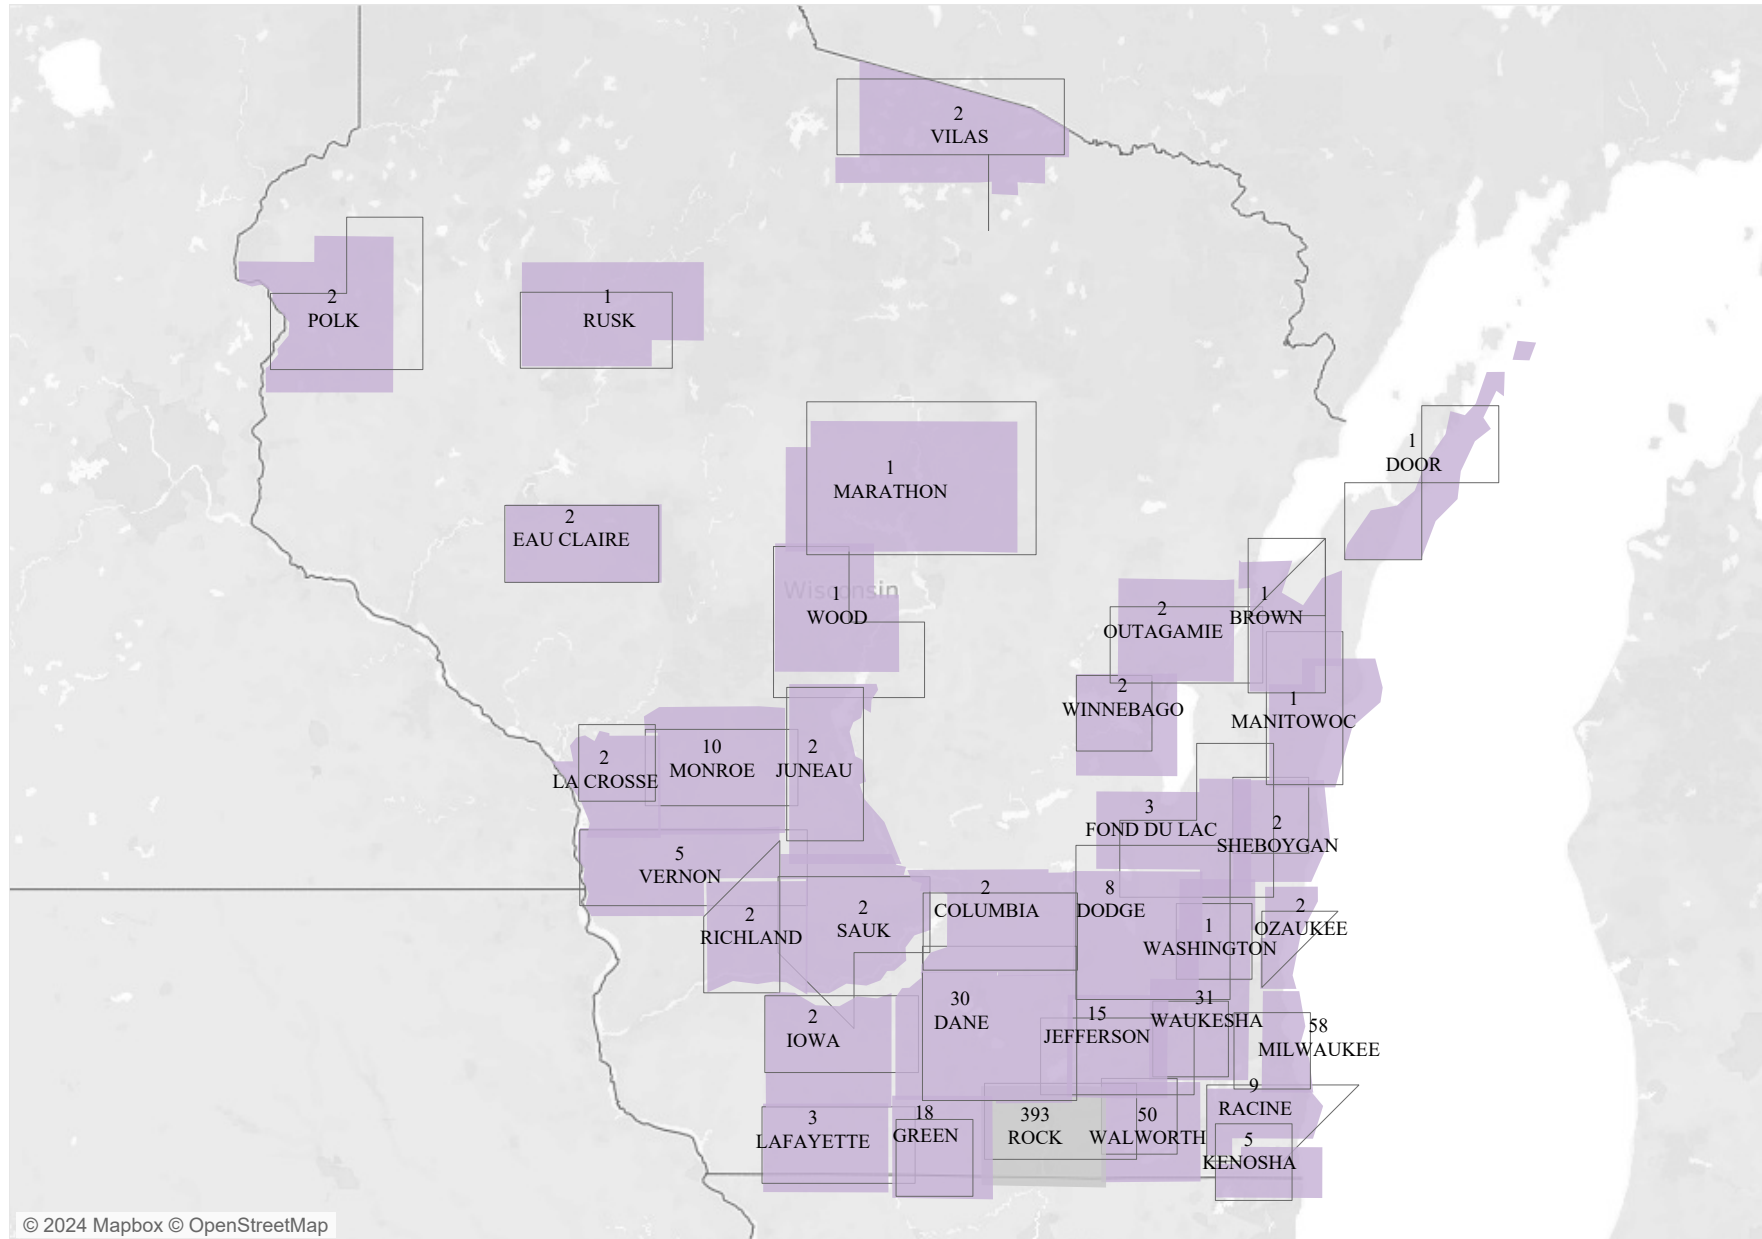 2
VILAS
2
POLK
1
RUSK
1
DOOR
1
MARATHON
2
EAU CLAIRE
Wisconsin
1
WOOD
2
OUTAGAMIE
1
BROWN
2
WINNEBAGO
1
MANITOWOC
2
LA CROSSE
10
MONROE
2
JUNEAU
3
FOND DU LAC
2
SHEBOYGAN
5
VERNON
2
RICHLAND
2
SAUK
2
COLUMBIA
8
DODGE
1
WASHINGTON
2
OZAUKEE
2
IOWA
30
DANE
15
JEFFERSON
31
WAUKESHA
58
MILWAUKEE
3
LAFAYETTE
18
GREEN
393
ROCK
50
WALWORTH
9
RACINE
5
KENOSHA
© 2024 Mapbox © OpenStreetMap